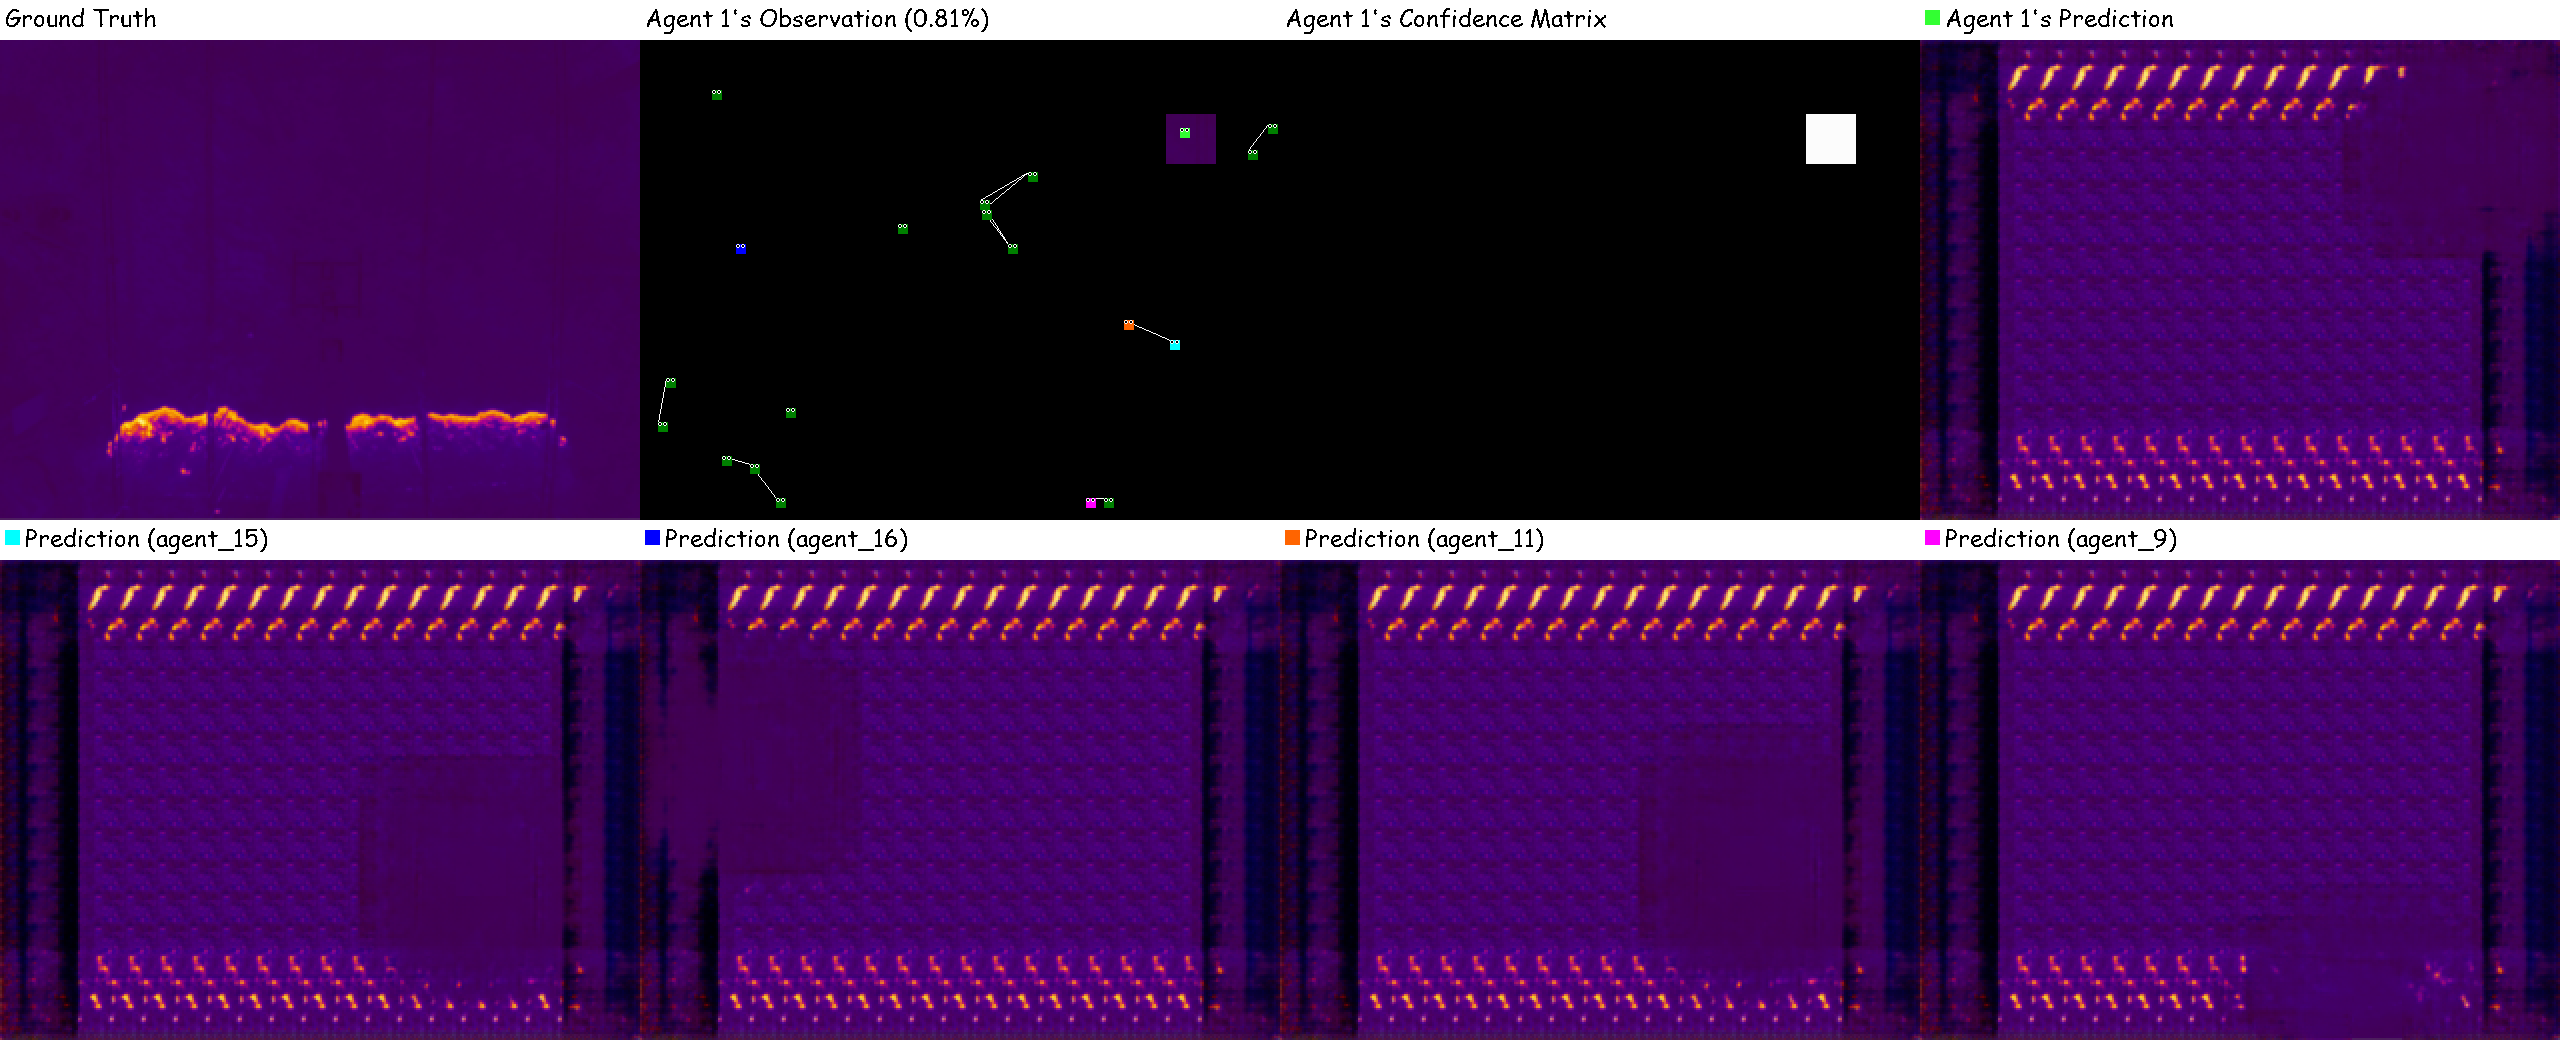 Ground Truth
Agent 1's Observation (0.81%)
Agent 1's Confidence Matrix
Agent 1's Prediction
Prediction (agent_15)
Prediction (agent_16)
Prediction (agent_11)
Prediction (agent_9)